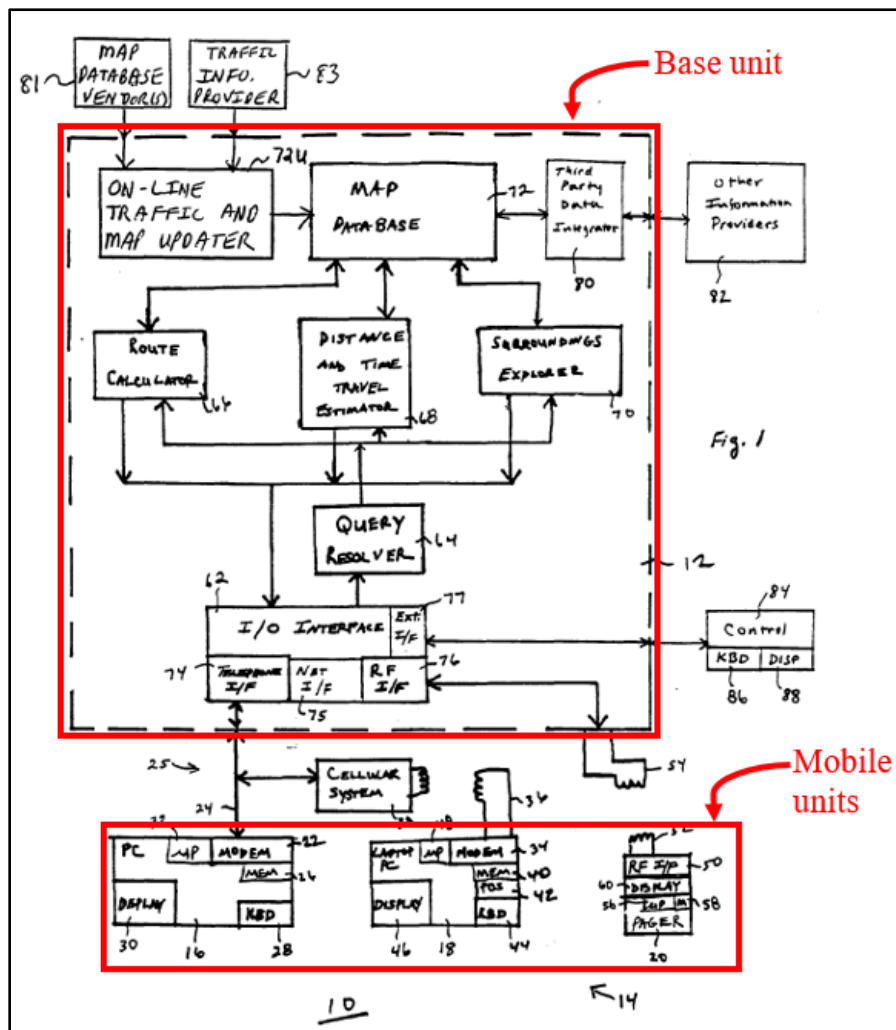 MAP
DATABASE
VENDOR(S)
81
TRAFFIC
INFO.
PROVIDER
83
Base unit
72U
ON-LINE
TRAFFIC AND
MAP UPDATER
MAP
DATABASE
72
Third
Party
Data
Integrator
80
Other
Information
Providers
82
ROUTE
CALCULATOR
66
DISTANCE
AND TIME
TRAVEL
ESTIMATOR
68
SURROUNDINGS
EXPLORER
70
Fig. 1
QUERY
RESOLVER
64
12
62
77
I/O INTERFACE
Ext.
I/F
84
Control
KBD
DISP
86
88
74
TELEPHONE
I/F
NET
I/F
75
RF
I/F
76
25
24
CELLULAR
SYSTEM
36
54
Mobile
units
PC
MP
MODEM
22
MEM
26
DISPLAY
KBD
30
16
28
LAPTOP
PC
MP
MODEM
34
MEM
40
POS
42
DISPLAY
KBD
46
18
44
RF I/F
50
60
DISPLAY
56
MP
M
58
PAGER
20
10
14